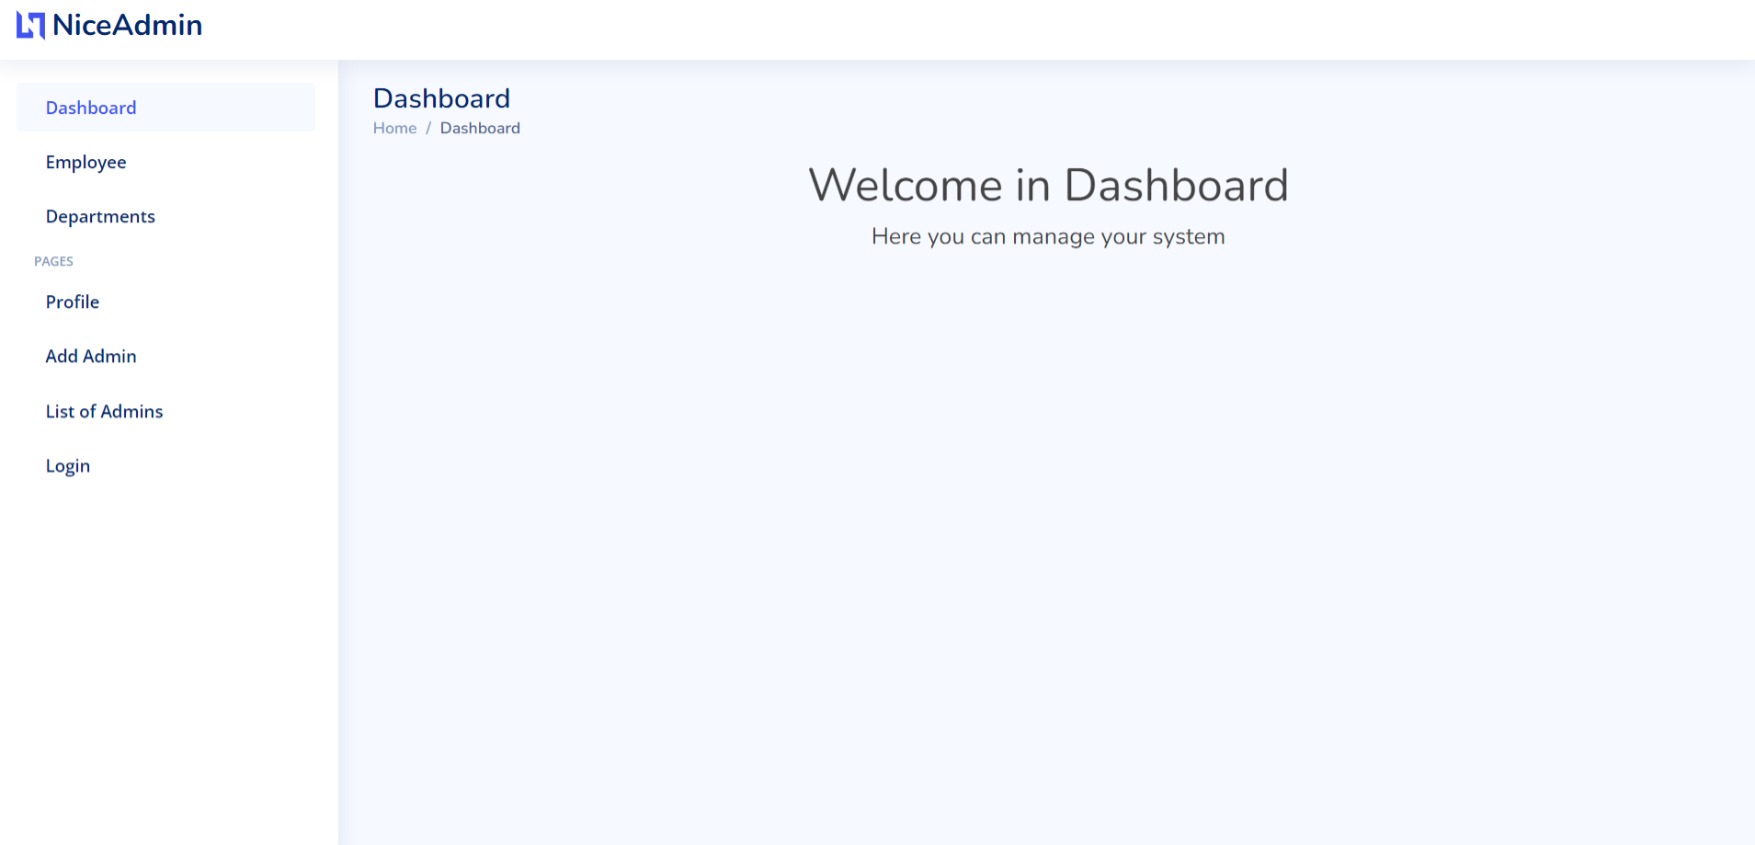 NiceAdmin
Dashboard
Employee
Departments
PAGES
Profile
Add Admin
List of Admins
Login
Dashboard
Home / Dashboard
Welcome in Dashboard
Here you can manage your system